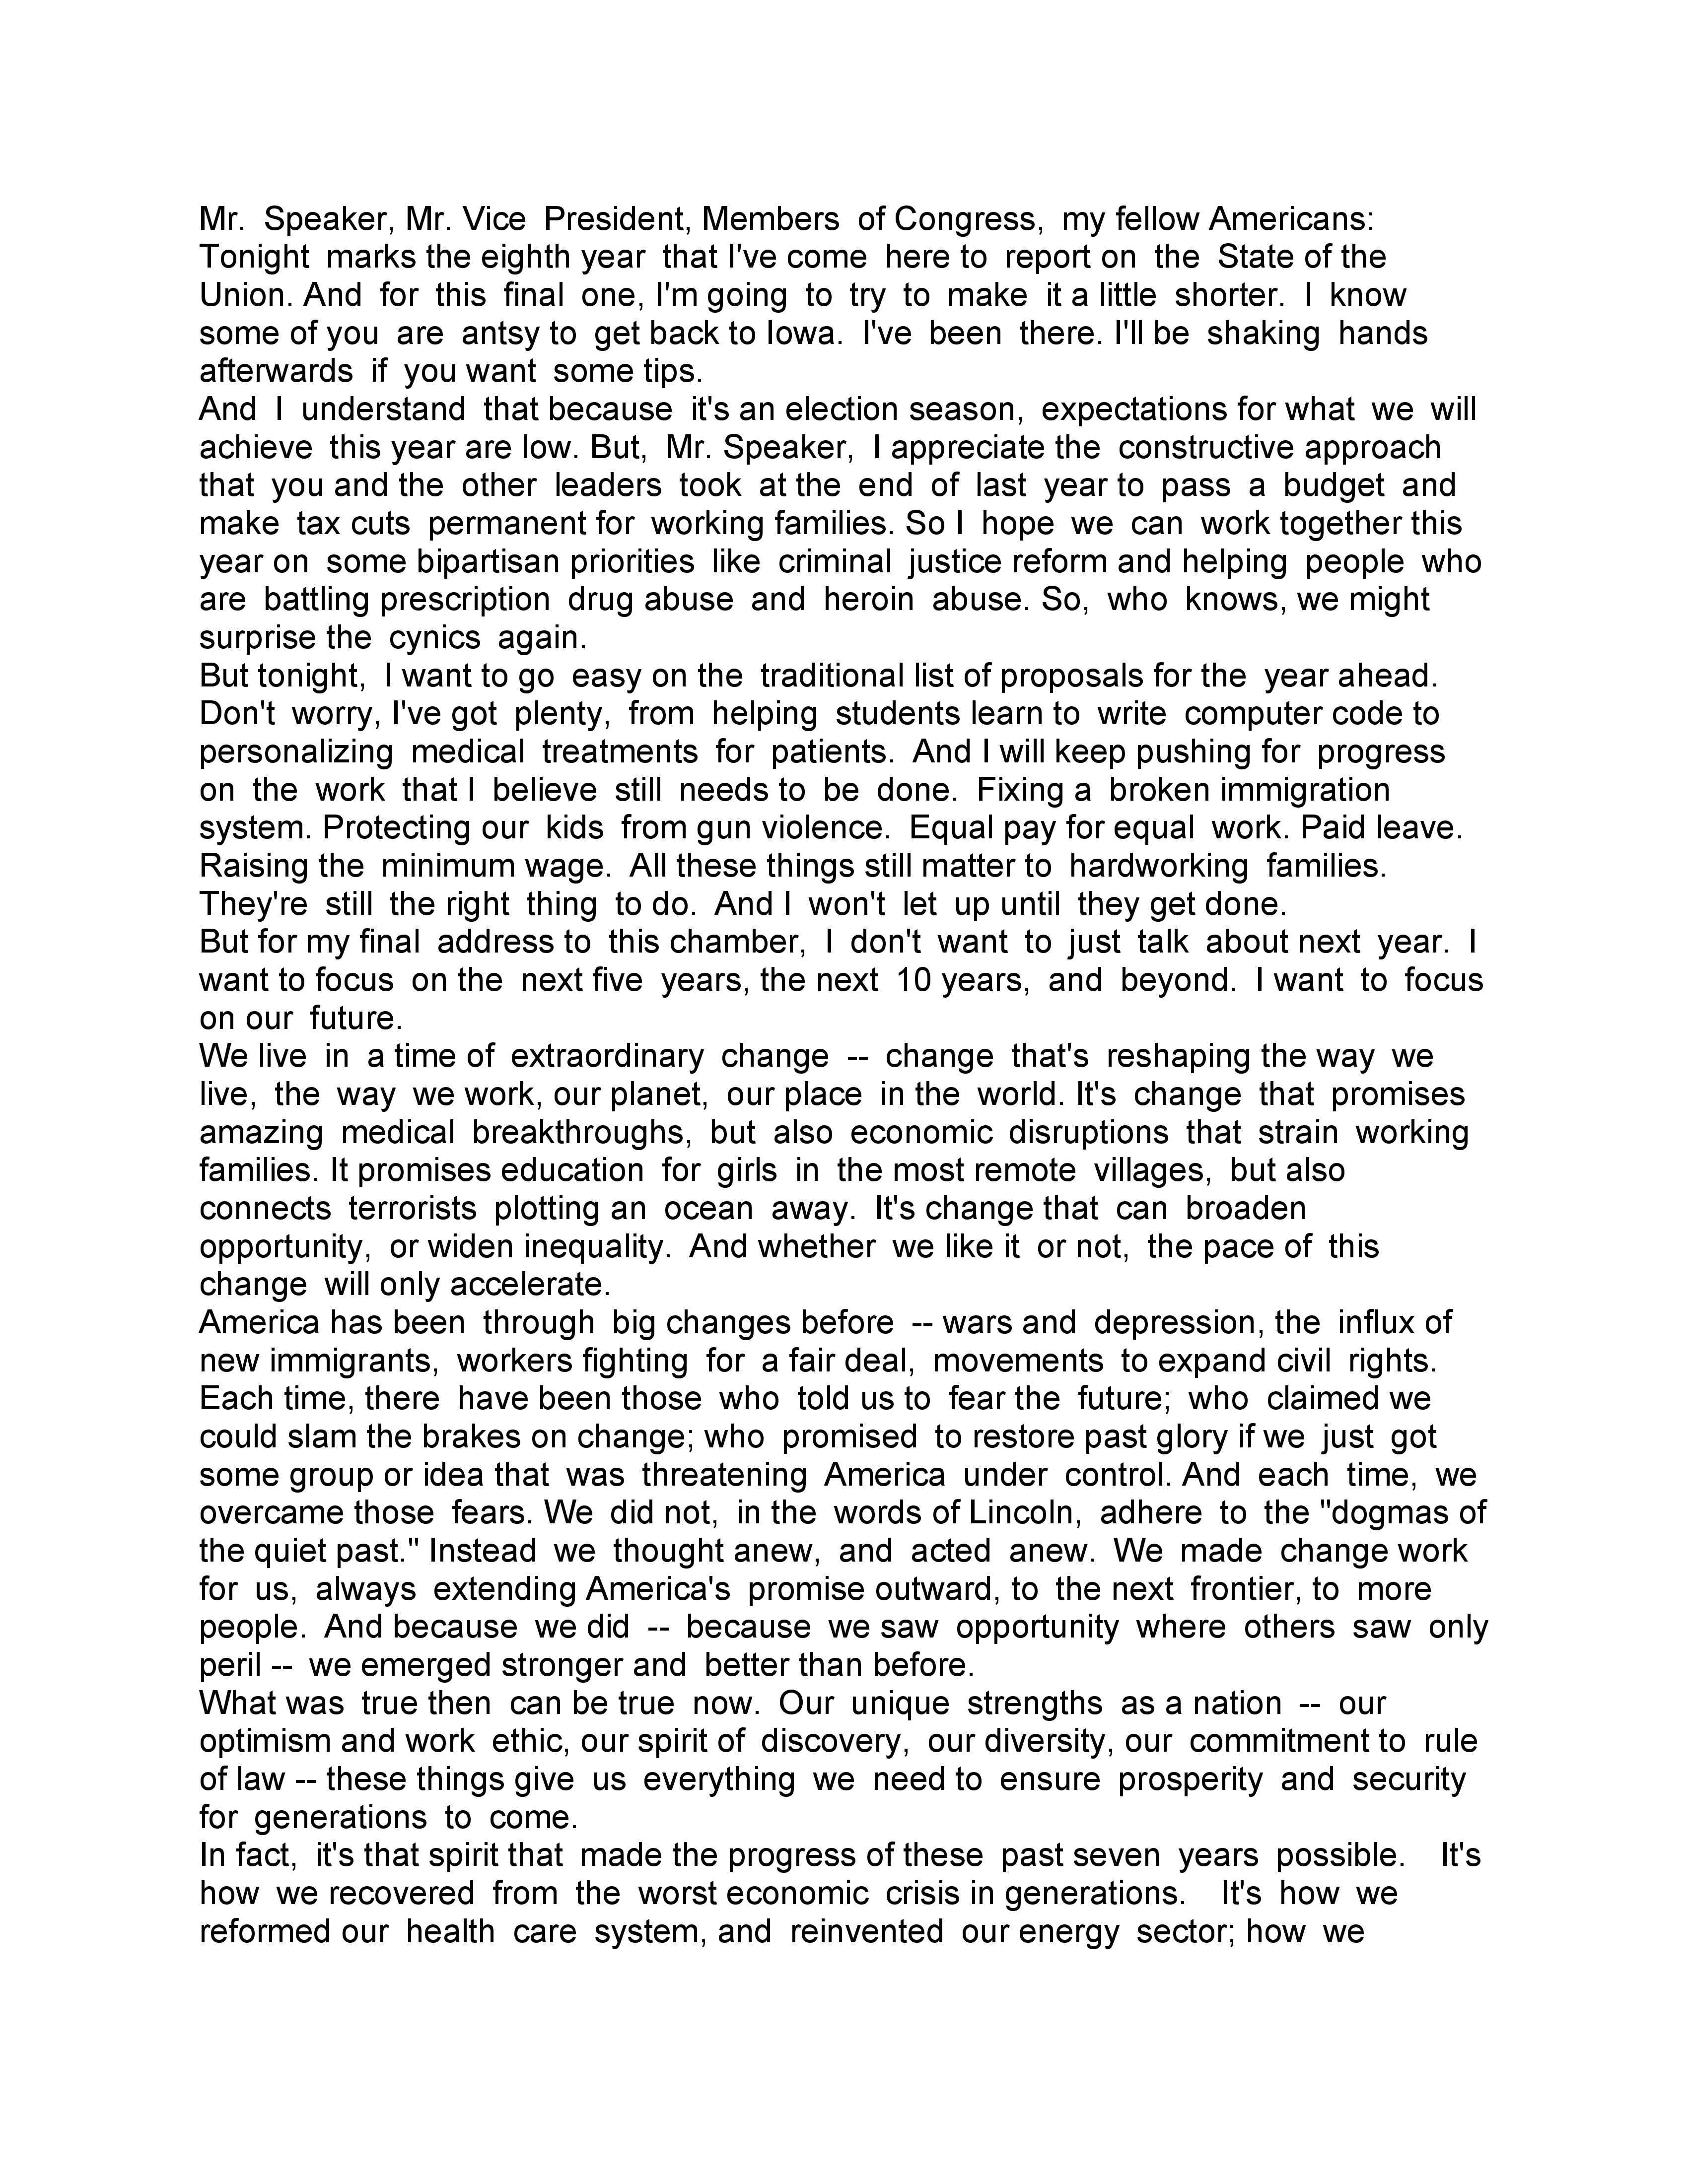 Mr. Speaker, Mr. Vice President, Members of Congress, my fellow Americans:
Tonight marks the eighth year that I've come here to report on the State of the
Union. And for this final one, I'm going to try to make it a little shorter. I know
some of you are antsy to get back to Iowa. I've been there. I'll be shaking hands
afterwards if you want some tips.
And I understand that because it's an election season, expectations for what we will
achieve this year are low. But, Mr. Speaker, I appreciate the constructive approach
that you and the other leaders took at the end of last year to pass a budget and
make tax cuts permanent for working families. So I hope we can work together this
year on some bipartisan priorities like criminal justice reform and helping people who
are battling prescription drug abuse and heroin abuse. So, who knows, we might
surprise the cynics again.
But tonight, I want to go easy on the traditional list of proposals for the year ahead.
Don't worry, I've got plenty, from helping students learn to write computer code to
personalizing medical treatments for patients. And I will keep pushing for progress
on the work that I believe still needs to be done. Fixing a broken immigration
system. Protecting our kids from gun violence. Equal pay for equal work. Paid leave.
Raising the minimum wage. All these things still matter to hardworking families.
They're still the right thing to do. And I won't let up until they get done.
But for my final address to this chamber, I don't want to just talk about next year. I
want to focus on the next five years, the next 10 years, and beyond. I want to focus
on our future.
We live in a time of extraordinary change -- change that's reshaping the way we
live, the way we work, our planet, our place in the world. It's change that promises
amazing medical breakthroughs, but also economic disruptions that strain working
families. It promises education for girls in the most remote villages, but also
connects terrorists plotting an ocean away. It's change that can broaden
opportunity, or widen inequality. And whether we like it or not, the pace of this
change will only accelerate.
America has been through big changes before -- wars and depression, the influx of
new immigrants, workers fighting for a fair deal, movements to expand civil rights.
Each time, there have been those who told us to fear the future; who claimed we
could slam the brakes on change; who promised to restore past glory if we just got
some group or idea that was threatening America under control. And each time, we
overcame those fears. We did not, in the words of Lincoln, adhere to the "dogmas of
the quiet past." Instead we thought anew, and acted anew. We made change work
for us, always extending America's promise outward, to the next frontier, to more
people. And because we did -- because we saw opportunity where others saw only
peril -- we emerged stronger and better than before.
What was true then can be true now. Our unique strengths as a nation -- our
optimism and work ethic, our spirit of discovery, our diversity, our commitment to rule
of law -- these things give us everything we need to ensure prosperity and security
for generations to come.
In fact, it's that spirit that made the progress of these past seven years possible. It's
how we recovered from the worst economic crisis in generations. It's how we
reformed our health care system, and reinvented our energy sector; how we